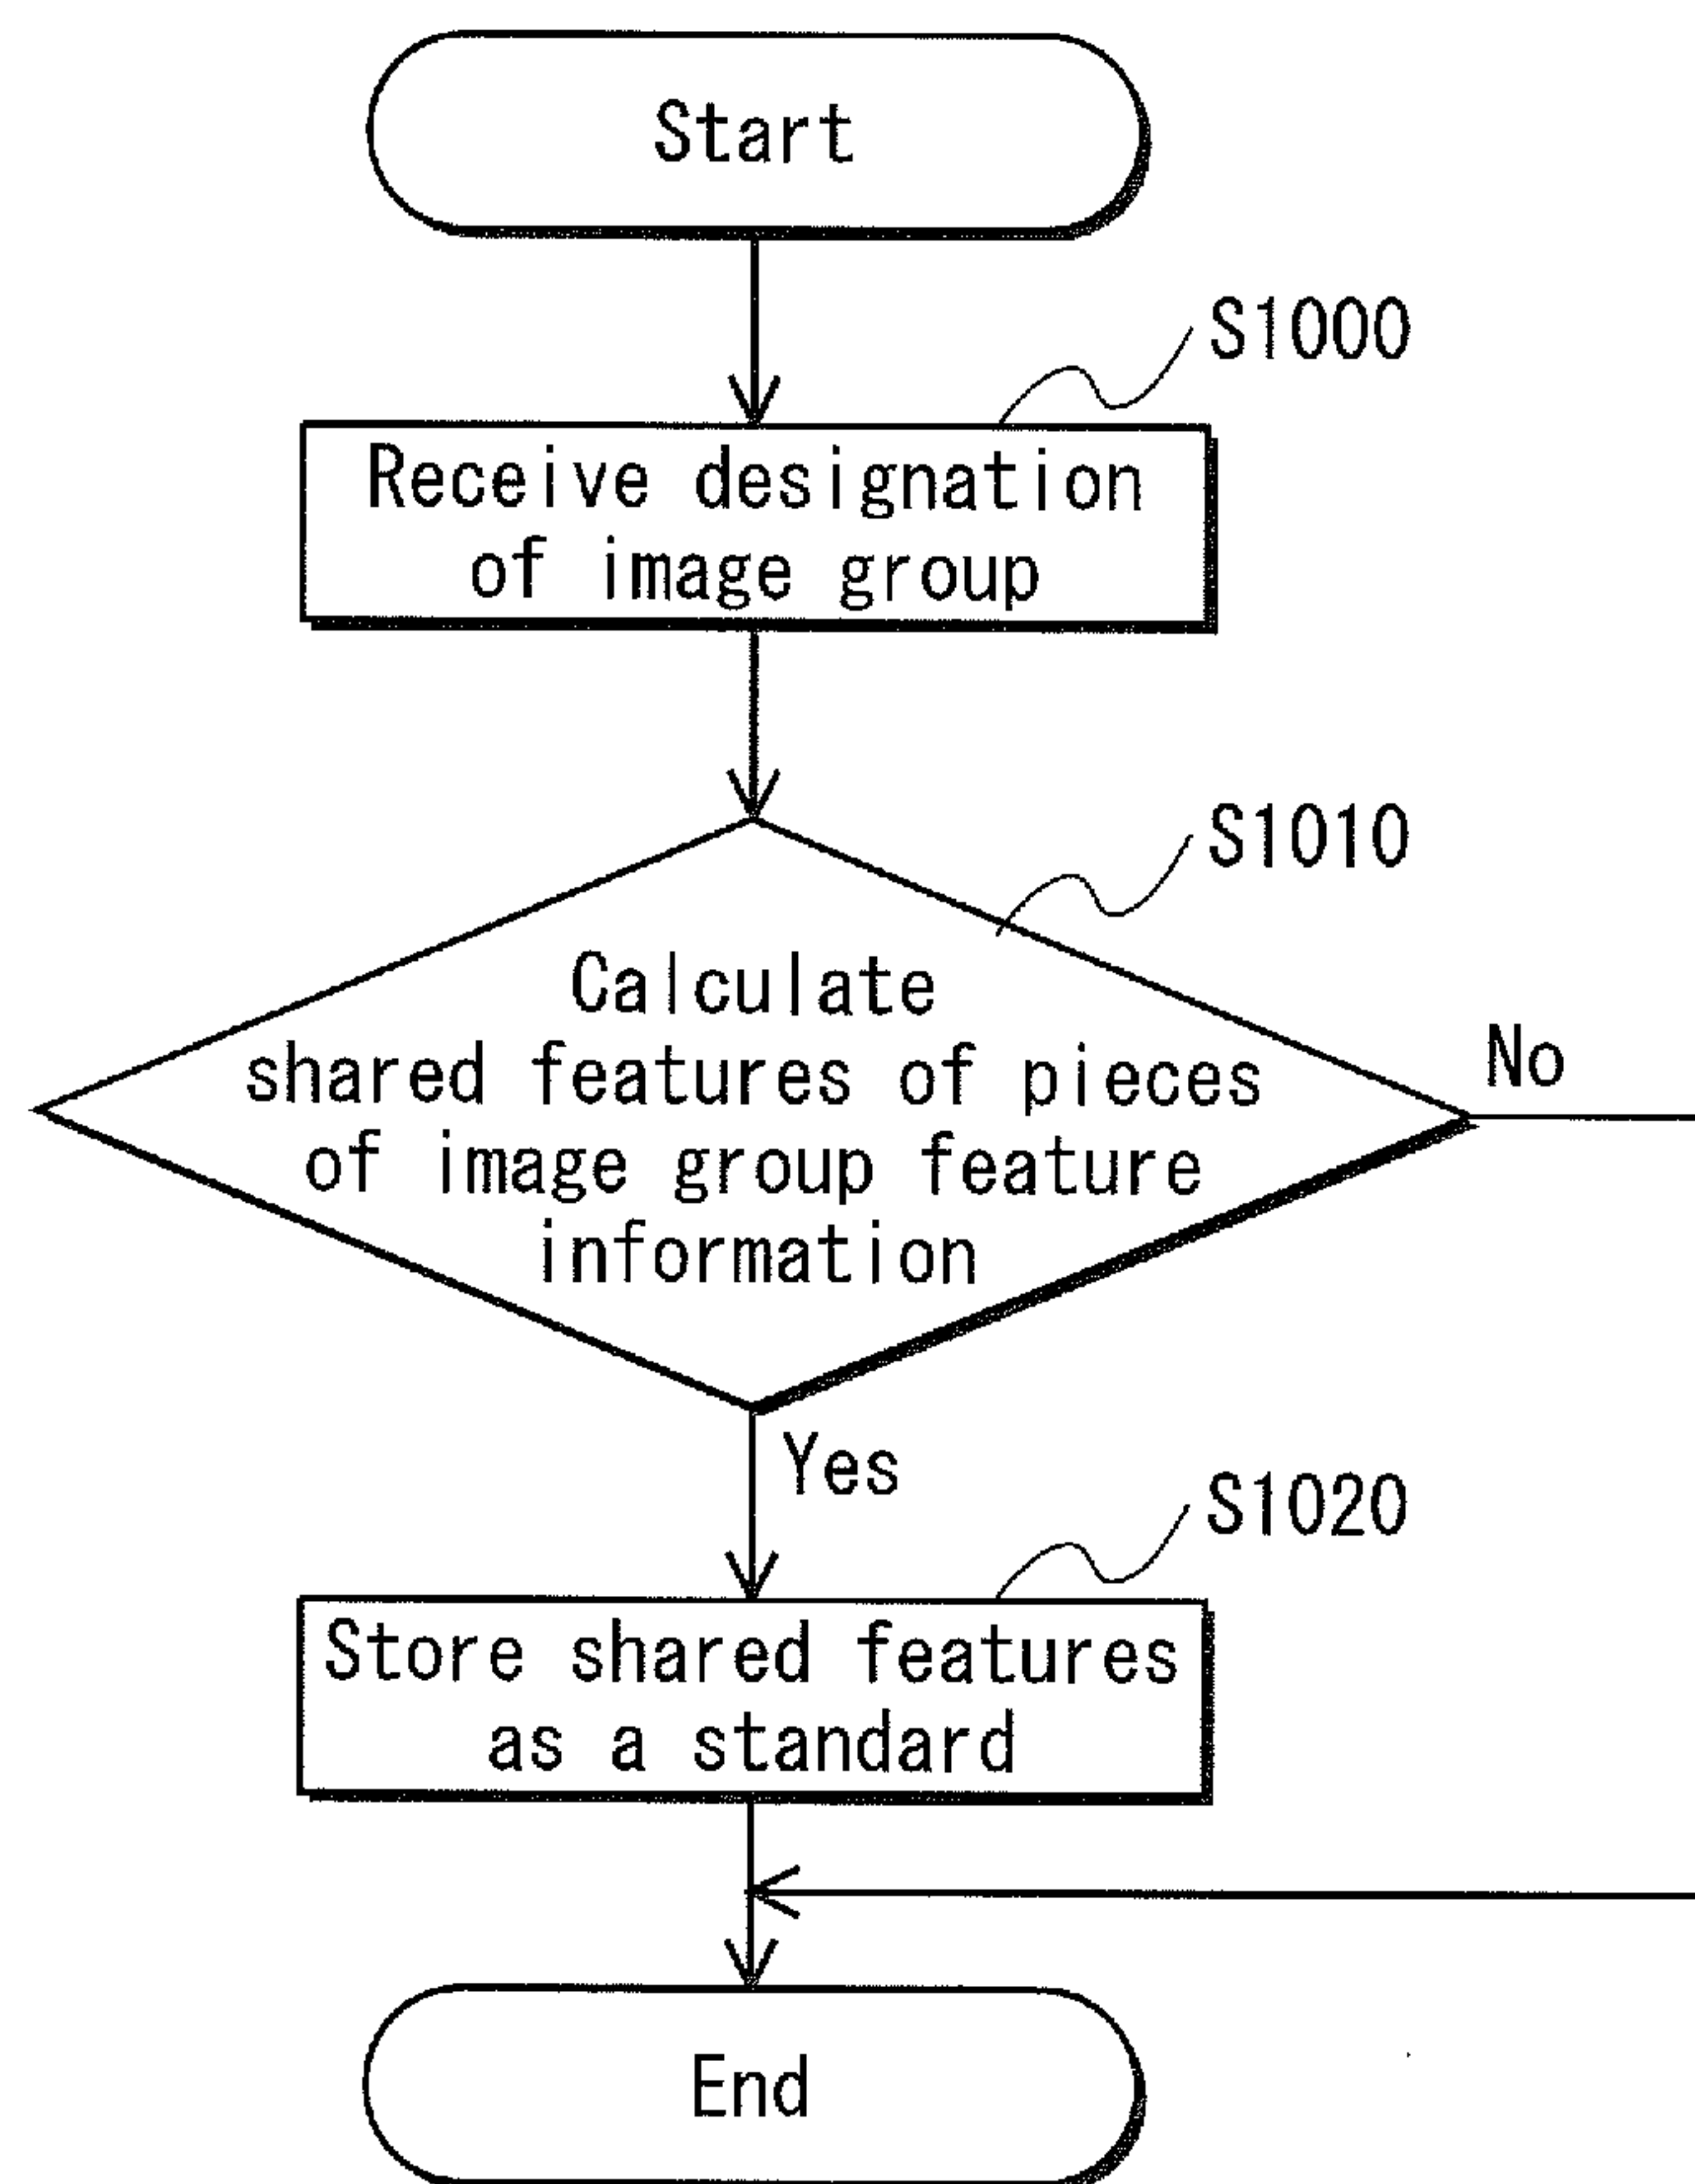 Start
S1000
Receive designation
of image group
S1010
Calculate
shared features of pieces
of image group feature
information
No
Yes
S1020
Store shared features
as a standard
End